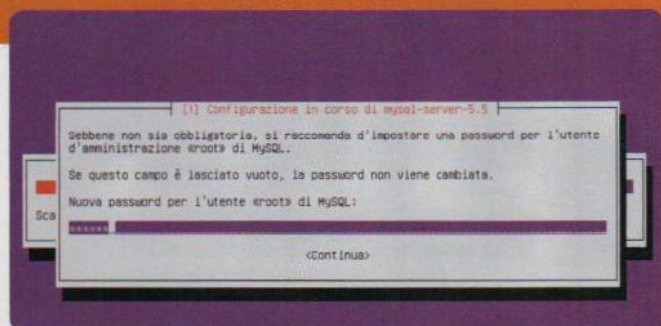 [!] Configurazione in corso di mysql-server-5.5
Sebbene non sia obbligatoria, si raccomanda d'impostare una password per l'utente
d'amministrazione «root» di MySQL.
Se questo campo è lasciato vuoto, la password non viene cambiata.
Nuova password per l'utente «root» di MySQL:
Sca
******
<Continua>